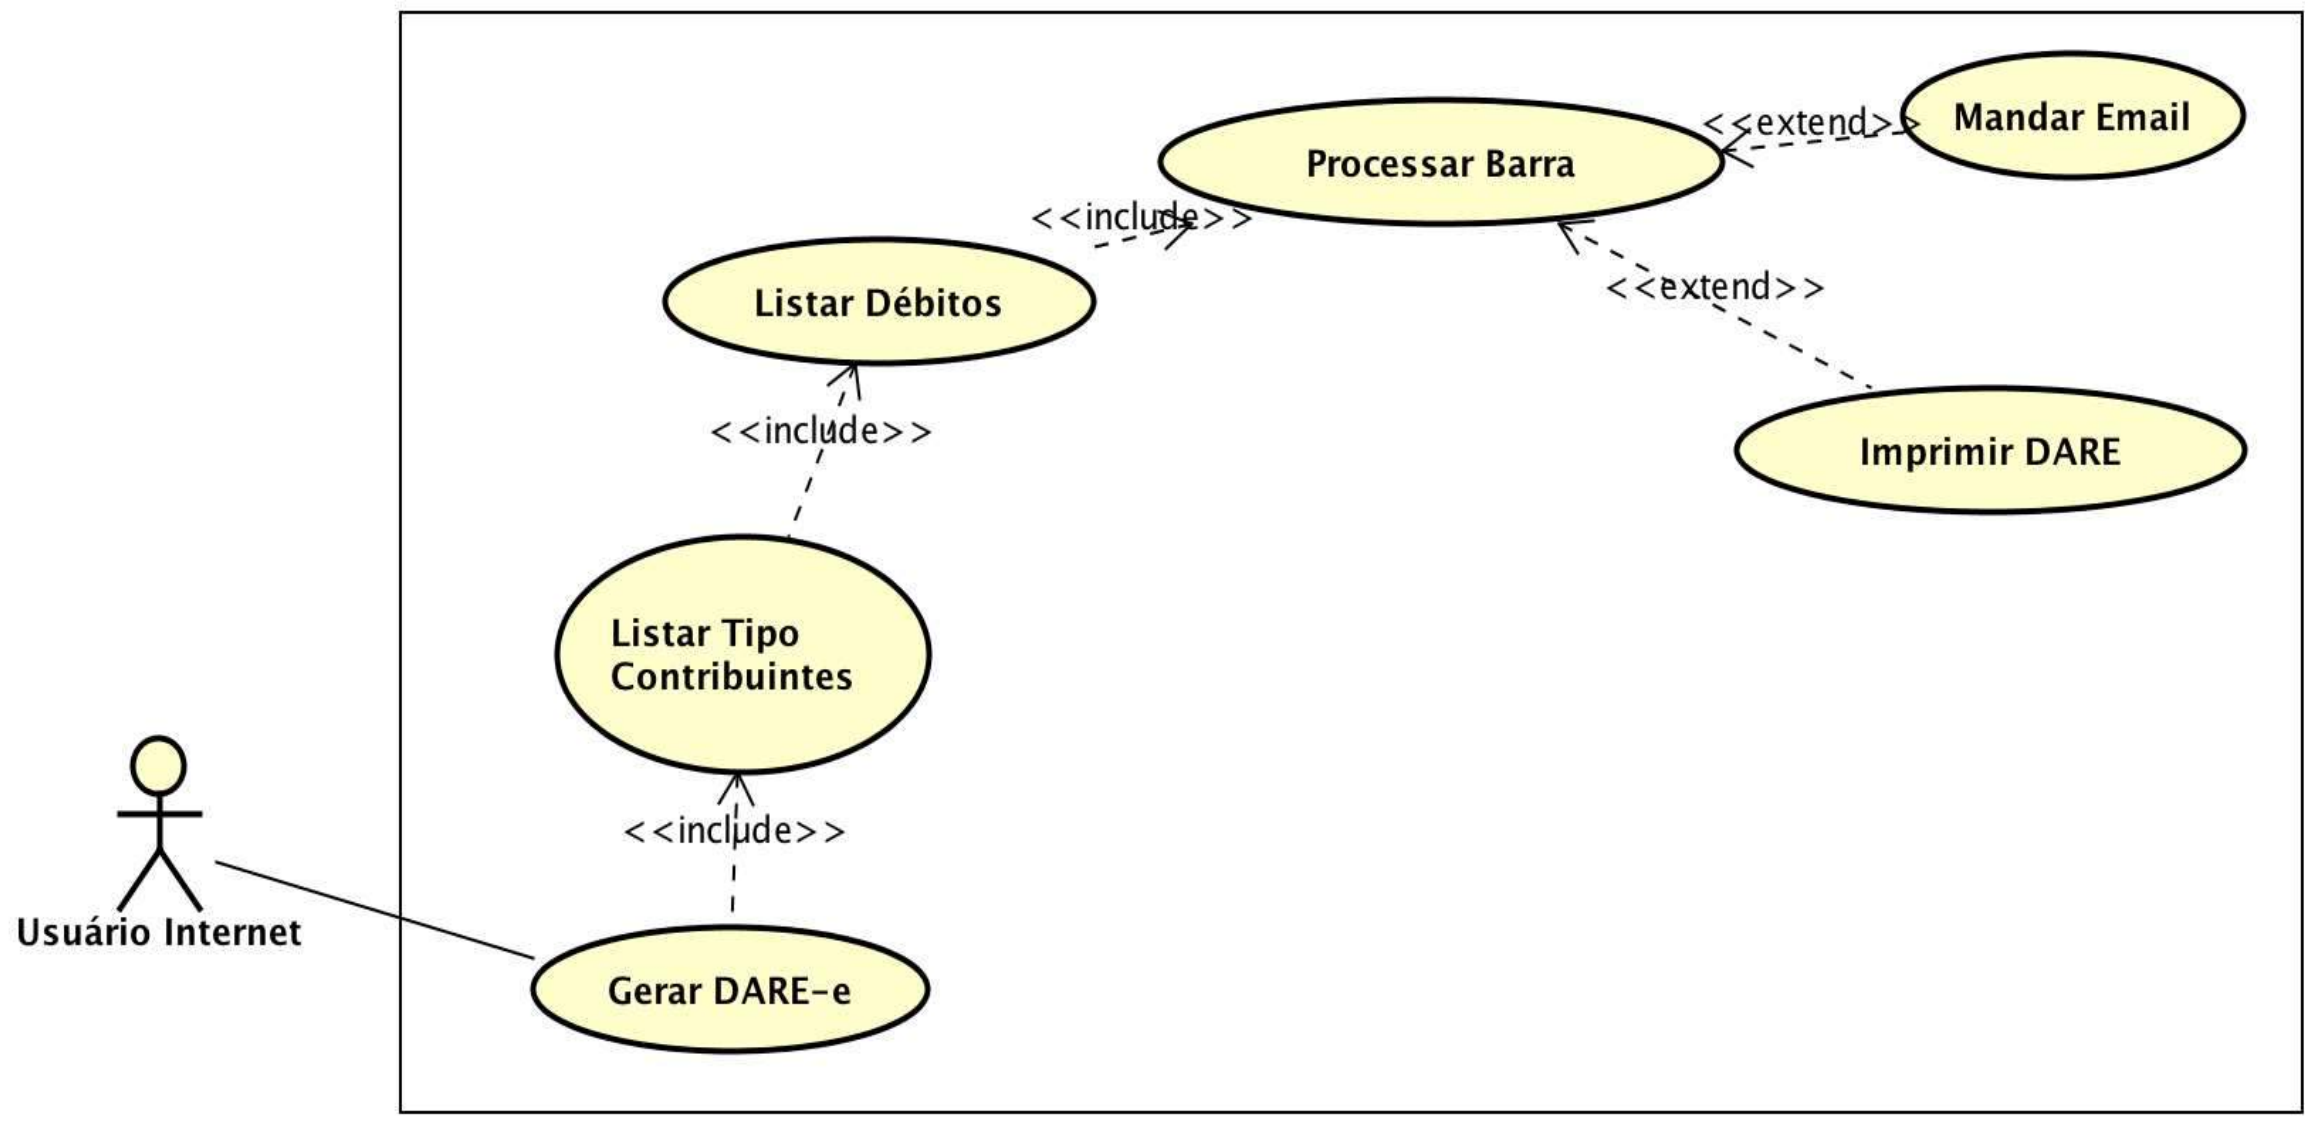 Mandar Email
<<extend>>
Processar Barra
<<include>>
<<extend>>
Listar Débitos
<<include>>
Imprimir DARE
Listar Tipo
Contribuintes
<<include>>
Usuário Internet
Gerar DARE-e